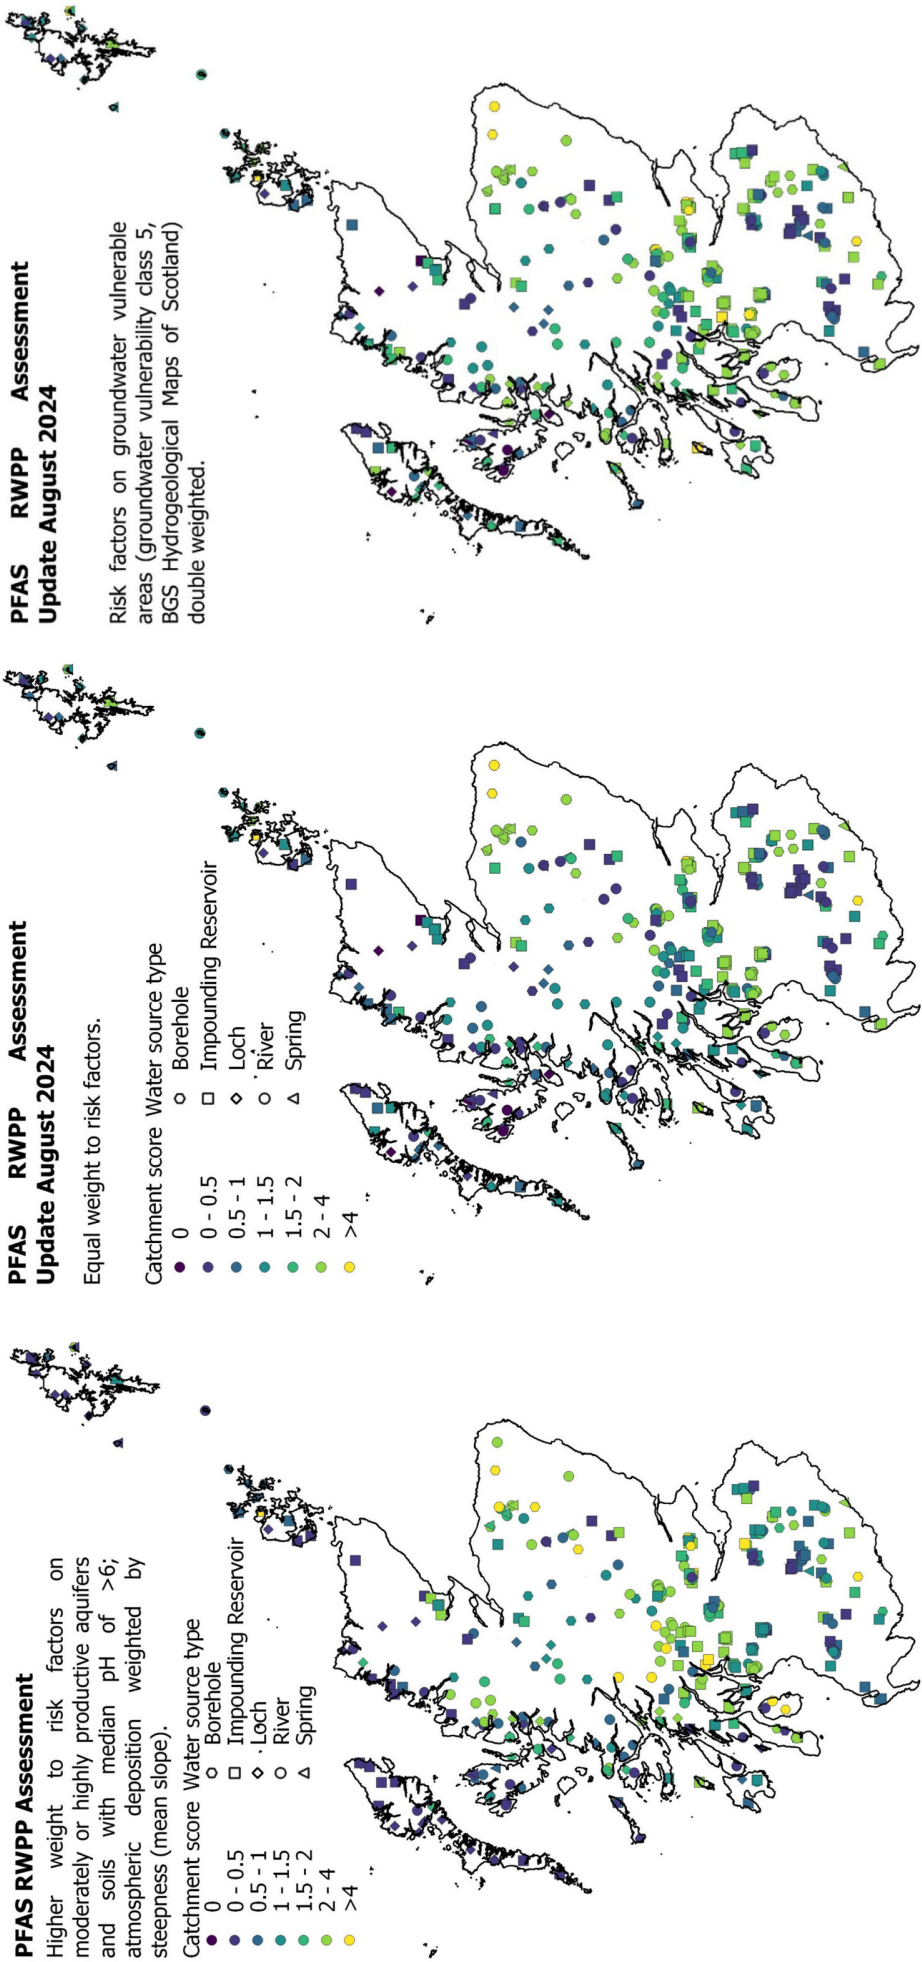 PFAS RWPP Assessment
Higher weight to risk factors on
moderately or highly productive aquifers
and soils with median pH of >6;
atmospheric deposition weighted by
steepness (mean slope).
Catchment score Water source type
0
0 - 0.5
0.5 - 1
1 - 1.5
1.5 - 2
2 - 4
>4
Borehole
Impounding Reservoir
Loch
River
Spring
PFAS RWPP Assessment
Update August 2024
Equal weight to risk factors.
Catchment score Water source type
0
0 - 0.5
0.5 - 1
1 - 1.5
1.5 - 2
2 - 4
>4
Borehole
Impounding Reservoir
Loch
River
Spring
PFAS RWPP Assessment
Update August 2024
Risk factors on groundwater vulnerable
areas (groundwater vulnerability class 5,
BGS Hydrogeological Maps of Scotland)
double weighted.